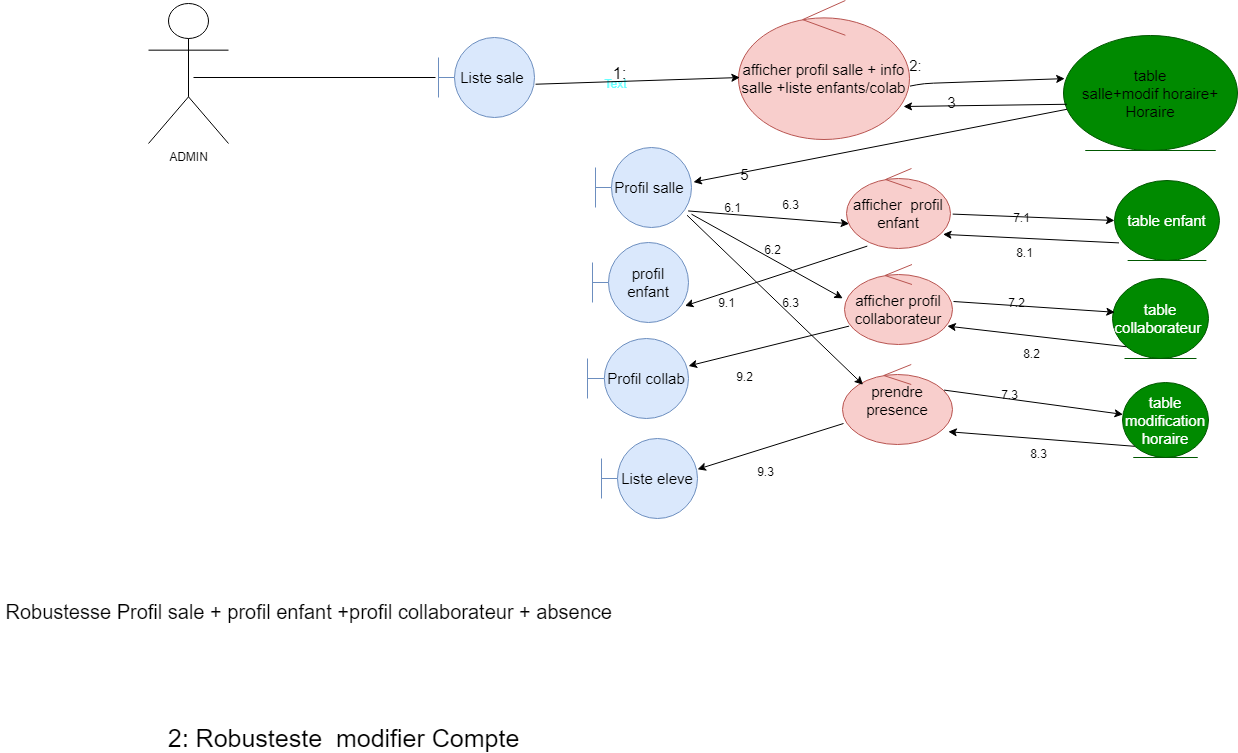 ADMIN
Liste sale
1:
Text
afficher profil salle + info
salle +liste enfants/colab
2:
3
table
salle+modif horaire+
Horaire
5
Profil salle
6.1
6.3
afficher profil
enfant
7.1
8.1
table enfant
profil
enfant
6.2
9.1
6.3
afficher profil
collaborateur
7.2
8.2
table
collaborateur
Profil collab
9.2
prendre
presence
7.3
8.3
table
modification
horaire
Liste eleve
9.3
Robustesse Profil sale + profil enfant +profil collaborateur + absence
2: Robusteste modifier Compte